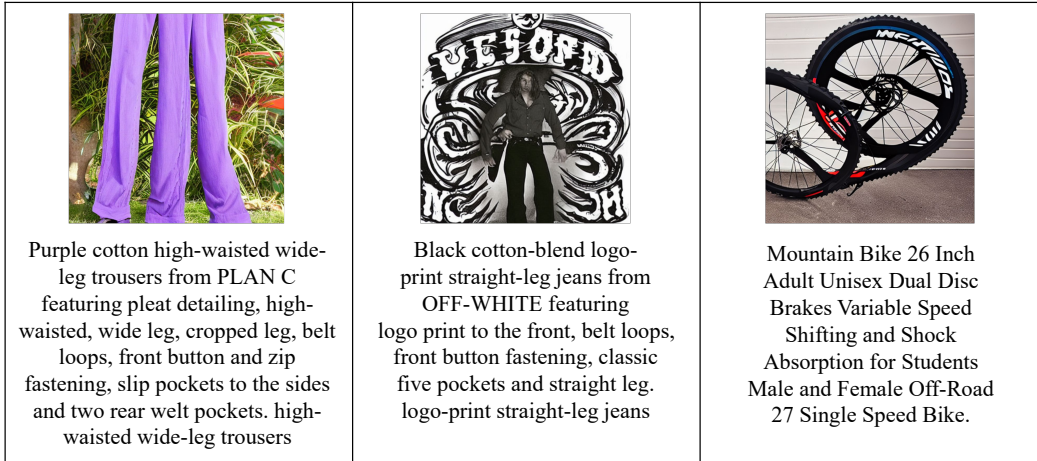 Purple cotton high-waisted wide-
leg trousers from PLAN C
featuring pleat detailing, high-
waisted, wide leg, cropped leg, belt
loops, front button and zip
fastening, slip pockets to the sides
and two rear welt pockets. high-
waisted wide-leg trousers
Black cotton-blend logo-
print straight-leg jeans from
OFF-WHITE featuring
logo print to the front, belt loops,
front button fastening, classic
five pockets and straight leg.
logo-print straight-leg jeans
Mountain Bike 26 Inch
Adult Unisex Dual Disc
Brakes Variable Speed
Shifting and Shock
Absorption for Students
Male and Female Off-Road
27 Single Speed Bike.